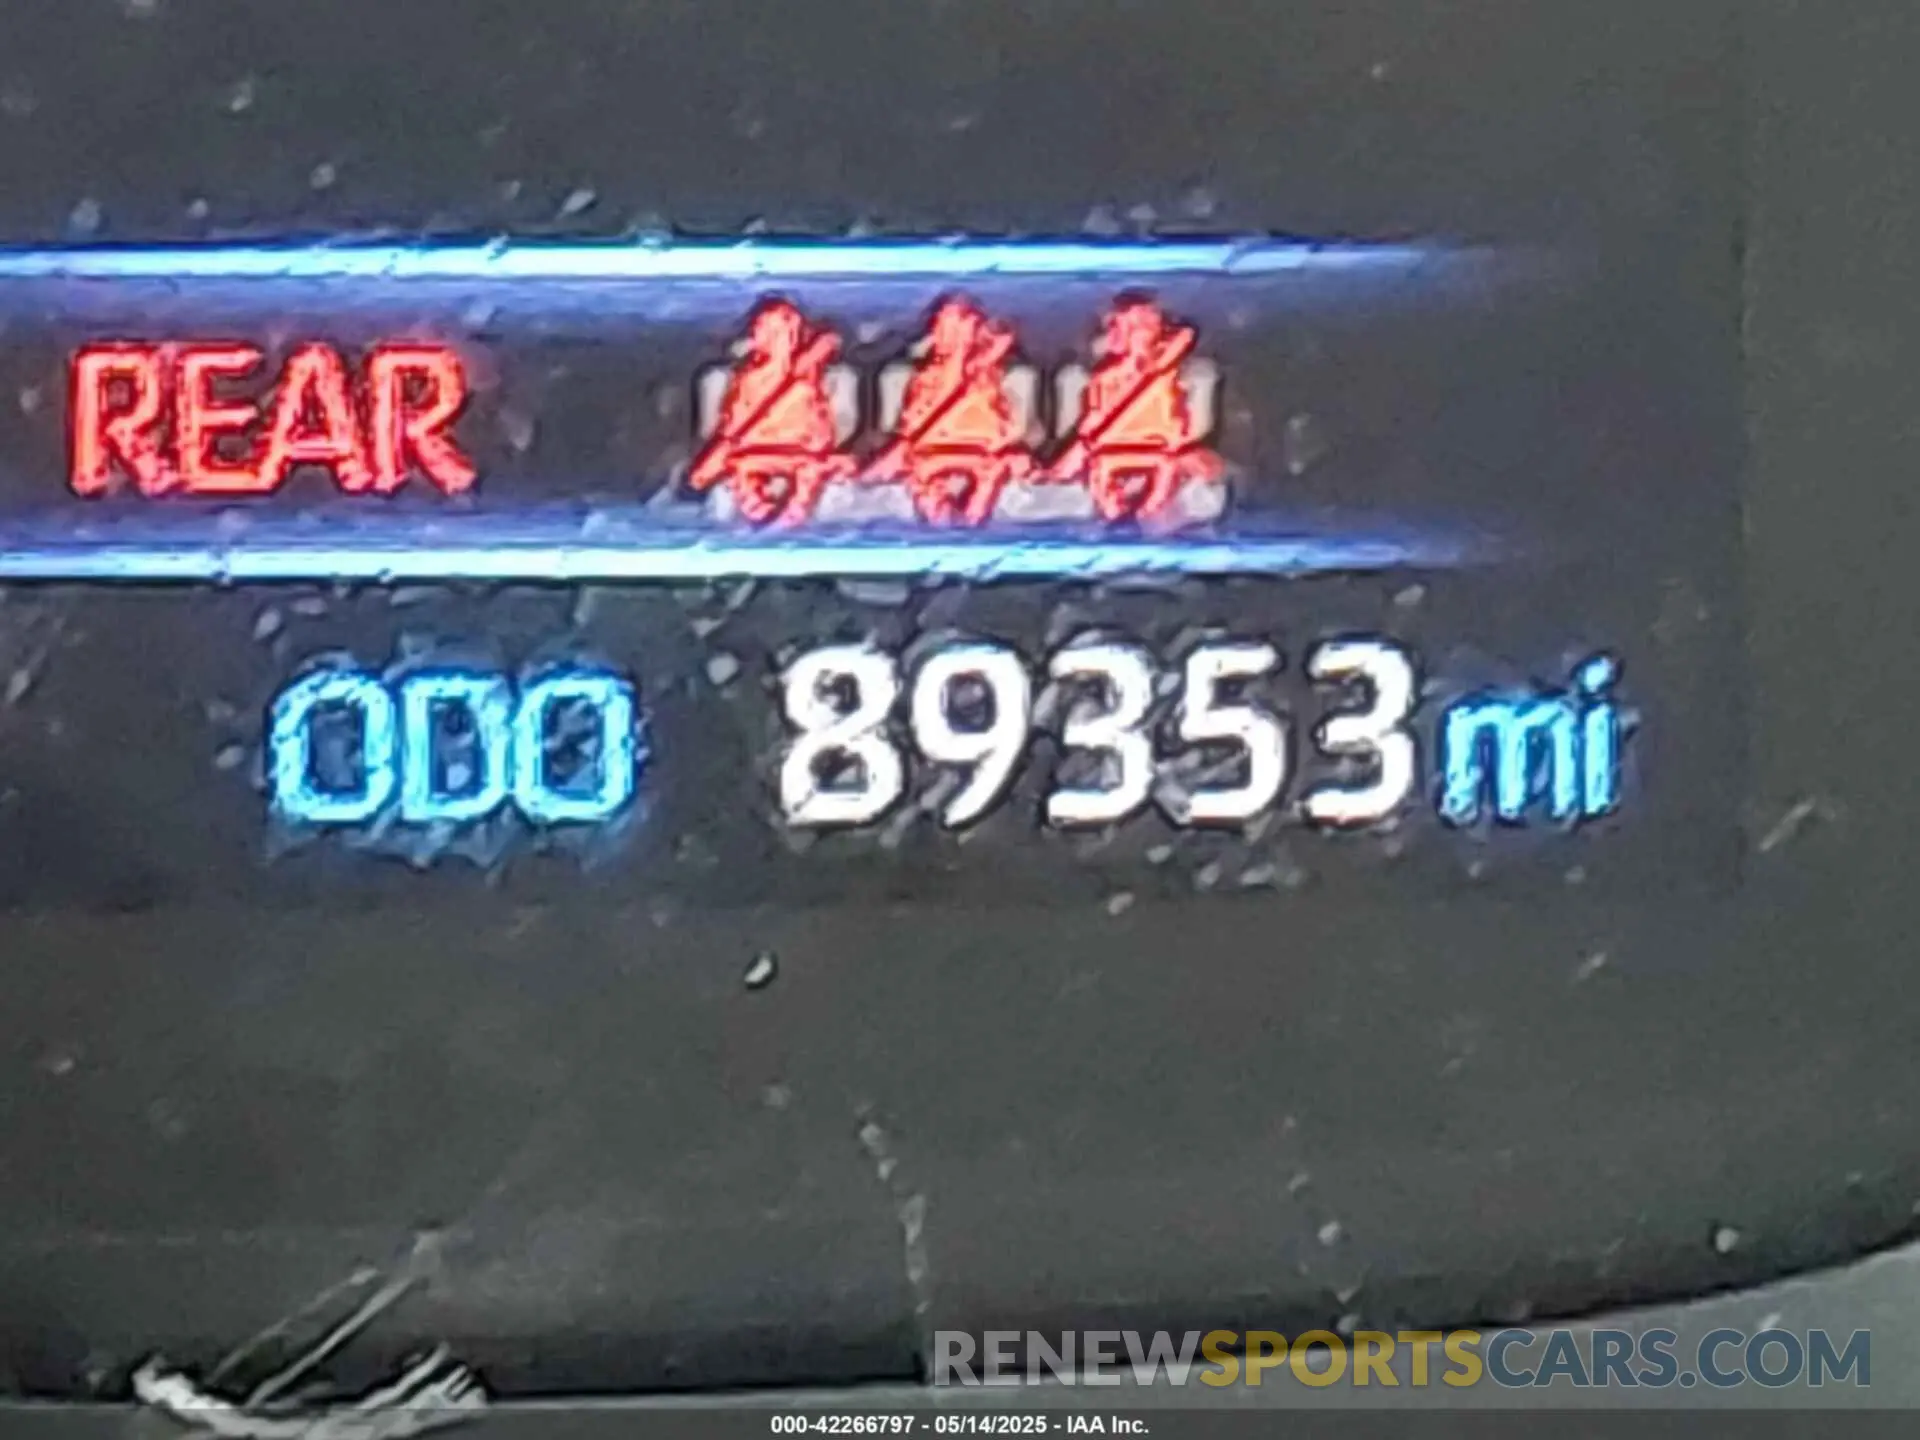 REAR
ODO 89353 mi
RENEWSPORTSCARS.COM
000-42266797 - 05/14/2025 - IAA Inc.